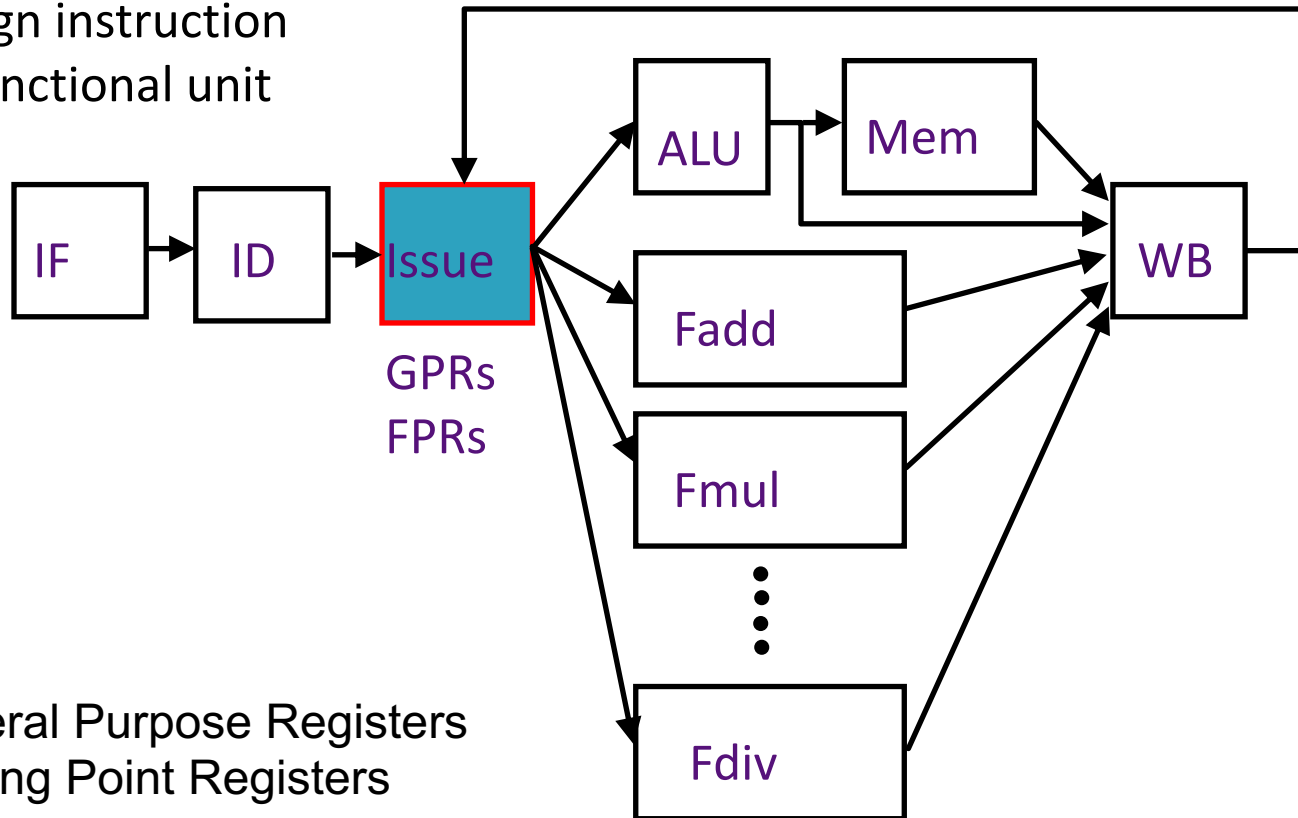 gn instruction
nctional unit
ALU
Mem
IF
ID
Issue
WB
Fadd
GPRs
FPRs
Fmul
eral Purpose Registers
ing Point Registers
Fdiv